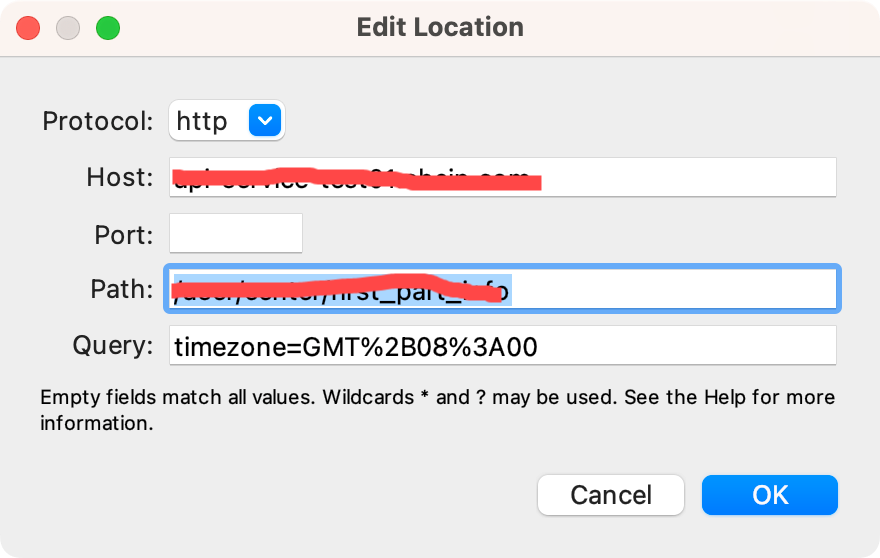 Edit Location
Protocol: http
Host:
Port:
Path:
Query: timezone=GMT%2B08%3A00
Empty fields match all values. Wildcards * and ? may be used. See the Help for more
information.
Cancel OK